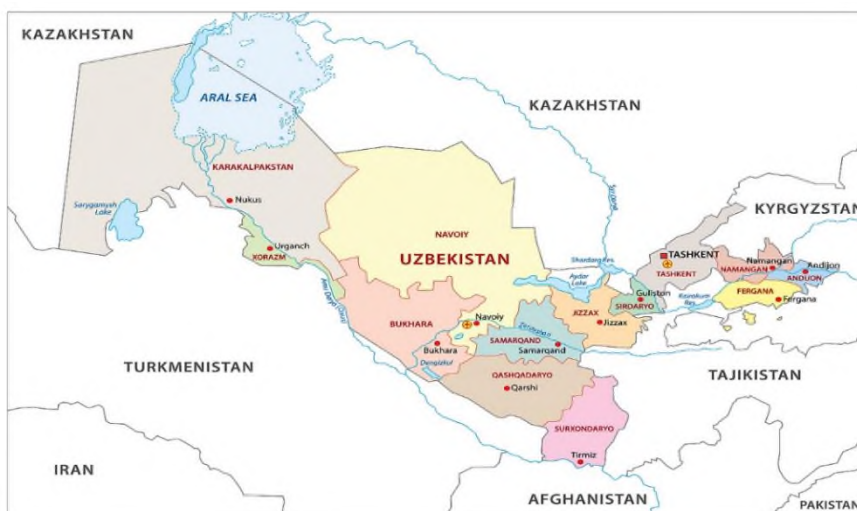 KAZAKHSTAN
ARAL SEA
KAZAKHSTAN
KARAKALPAKSTAN
Sarygamysh
Lake
Nukus
KYRGYZSTAN
NAVOIY
Urganch
XORAZM
UZBEKISTAN
TASHKENT
TASHKENT
Namangan
NAMANGAN
Andijon
ANDIJON
Aydar
Lake
Guliston
SIRDARYO
FERGANA
Fergana
Res.
BUKHARA
Navoiy
JIZZAX
Jizzax
SAMARQAND
Samarqand
Bukhara
Dengizkul
TURKMENISTAN
QASHQADARYO
Qarshi
TAJIKISTAN
SURXONDARYO
Tirmiz
IRAN
AFGHANISTAN
PAKISTAN